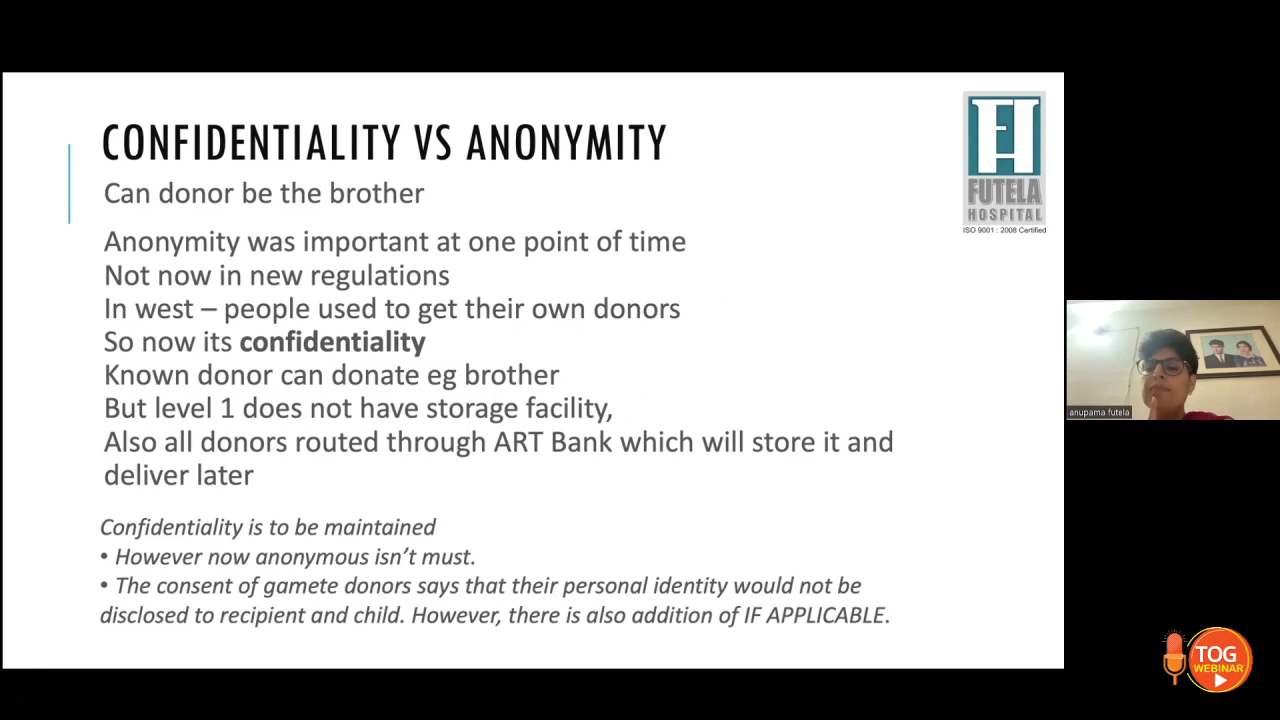 CONFIDENTIALITY VS ANONYMITY
Can donor be the brother
Anonymity was important at one point of time
Not now in new regulations
In west – people used to get their own donors
So now its confidentiality
Known donor can donate eg brother
But level 1 does not have storage facility,
Also all donors routed through ART Bank which will store it and
deliver later
Confidentiality is to be maintained
• However now anonymous isn't must.
• The consent of gamete donors says that their personal identity would not be
disclosed to recipient and child. However, there is also addition of IF APPLICABLE.
FH
FUTELA
HOSPITAL
ISO 9001 : 2008 Certified
anupama futela
TOG
WEBINAR